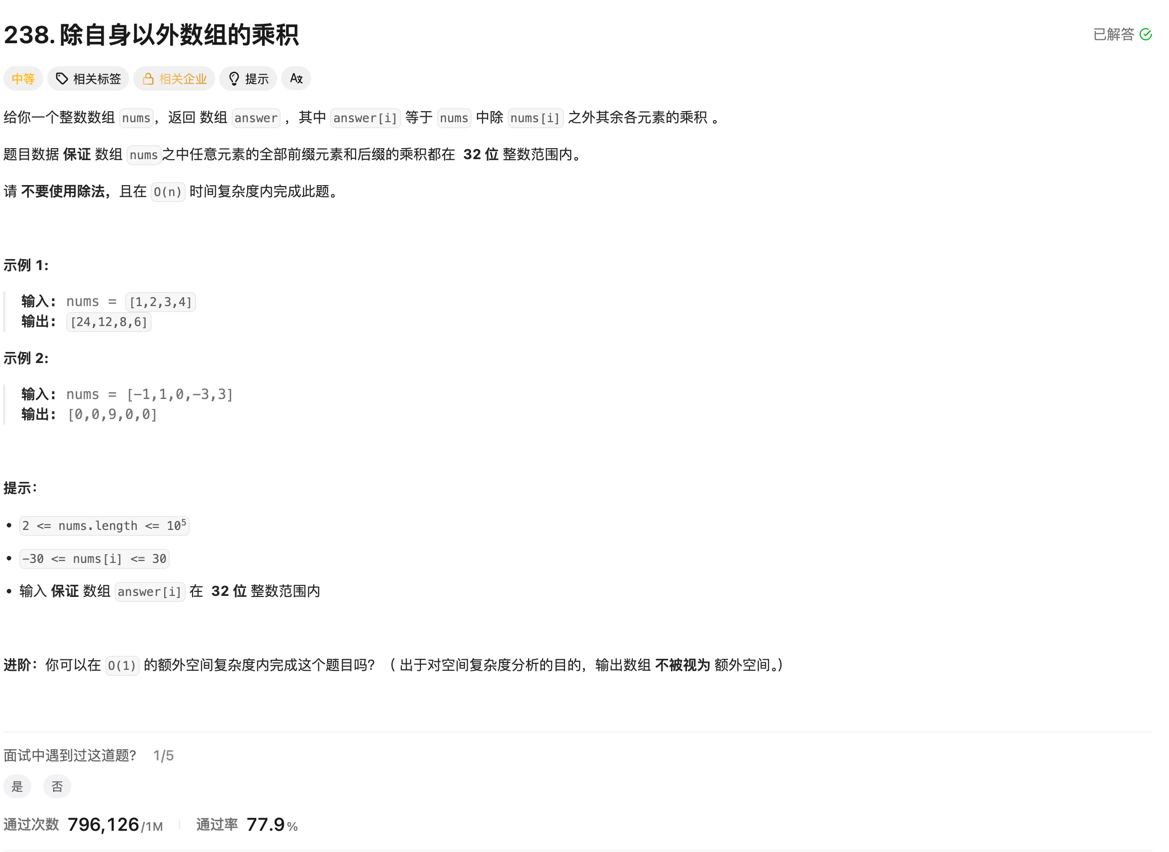 238. 除自身以外数组的乘积
已解答
中等 相关标签 相关企业 提示 Ax
给你一个整数数组 nums，返回 数组 answer ，其中 answer[i] 等于 nums 中除 nums[i] 之外其余各元素的乘积 。
题目数据 保证 数组 nums之中任意元素的全部前缀元素和后缀的乘积都在 32 位 整数范围内。
请 不要使用除法，且在 O(n) 时间复杂度内完成此题。
示例 1:
输入: nums = [1,2,3,4]
输出: [24,12,8,6]
示例 2:
输入: nums = [-1,1,0,-3,3]
输出: [0,0,9,0,0]
提示：
• 2 <= nums.length <= 10⁵
• -30 <= nums[i] <= 30
• 输入 保证 数组 answer[i] 在 32 位 整数范围内
进阶：你可以在 O(1) 的额外空间复杂度内完成这个题目吗？（ 出于对空间复杂度分析的目的，输出数组 不被视为 额外空间。）
面试中遇到过这道题? 1/5
是 否
通过次数 796,126/1M 通过率 77.9%